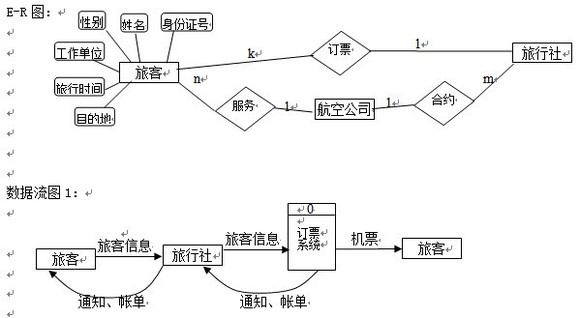 E-R 图：
性别
姓名
身份证号
工作单位
旅行时间
目的地
旅客
k
订票
1
旅行社
n
服务
1
航空公司
1
合约
m
数据流图 1：
旅客
旅客信息
旅行社
旅客信息
0
订票
系统
机票
旅客
通知、帐单
通知、帐单